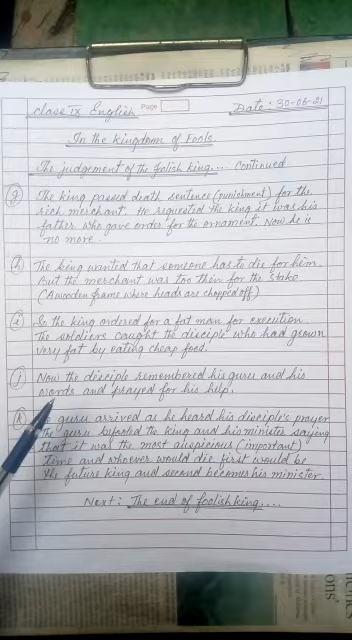 Class IX English Page Date: 30-06-21
In the kingdom of Fools
The judgement of the foolish king... Continued
(g) The king passed death sentence (punishment) for the
rich merchant. He requested the king it was his
father who gave order for the ornament. Now he is
no more.
(h) The king wanted that someone has to die for him.
But the merchant was too thin for the stake
(A wooden frame where heads are chopped off)
(i) So the king ordered for a fat man for execution
The soldiers caught the disciple who had grown
very fat by eating cheap food.
(j) Now the disciple remembered his guru and his
words and prayed for his help.
(k) guru arrived as he heard his disciple's prayer
The guru the king and his minister saying
that it was the most auspicious (important)
time and whoever would die first would be
the future king and second becomes his minister.
Next: The end of foolish king....
ons'